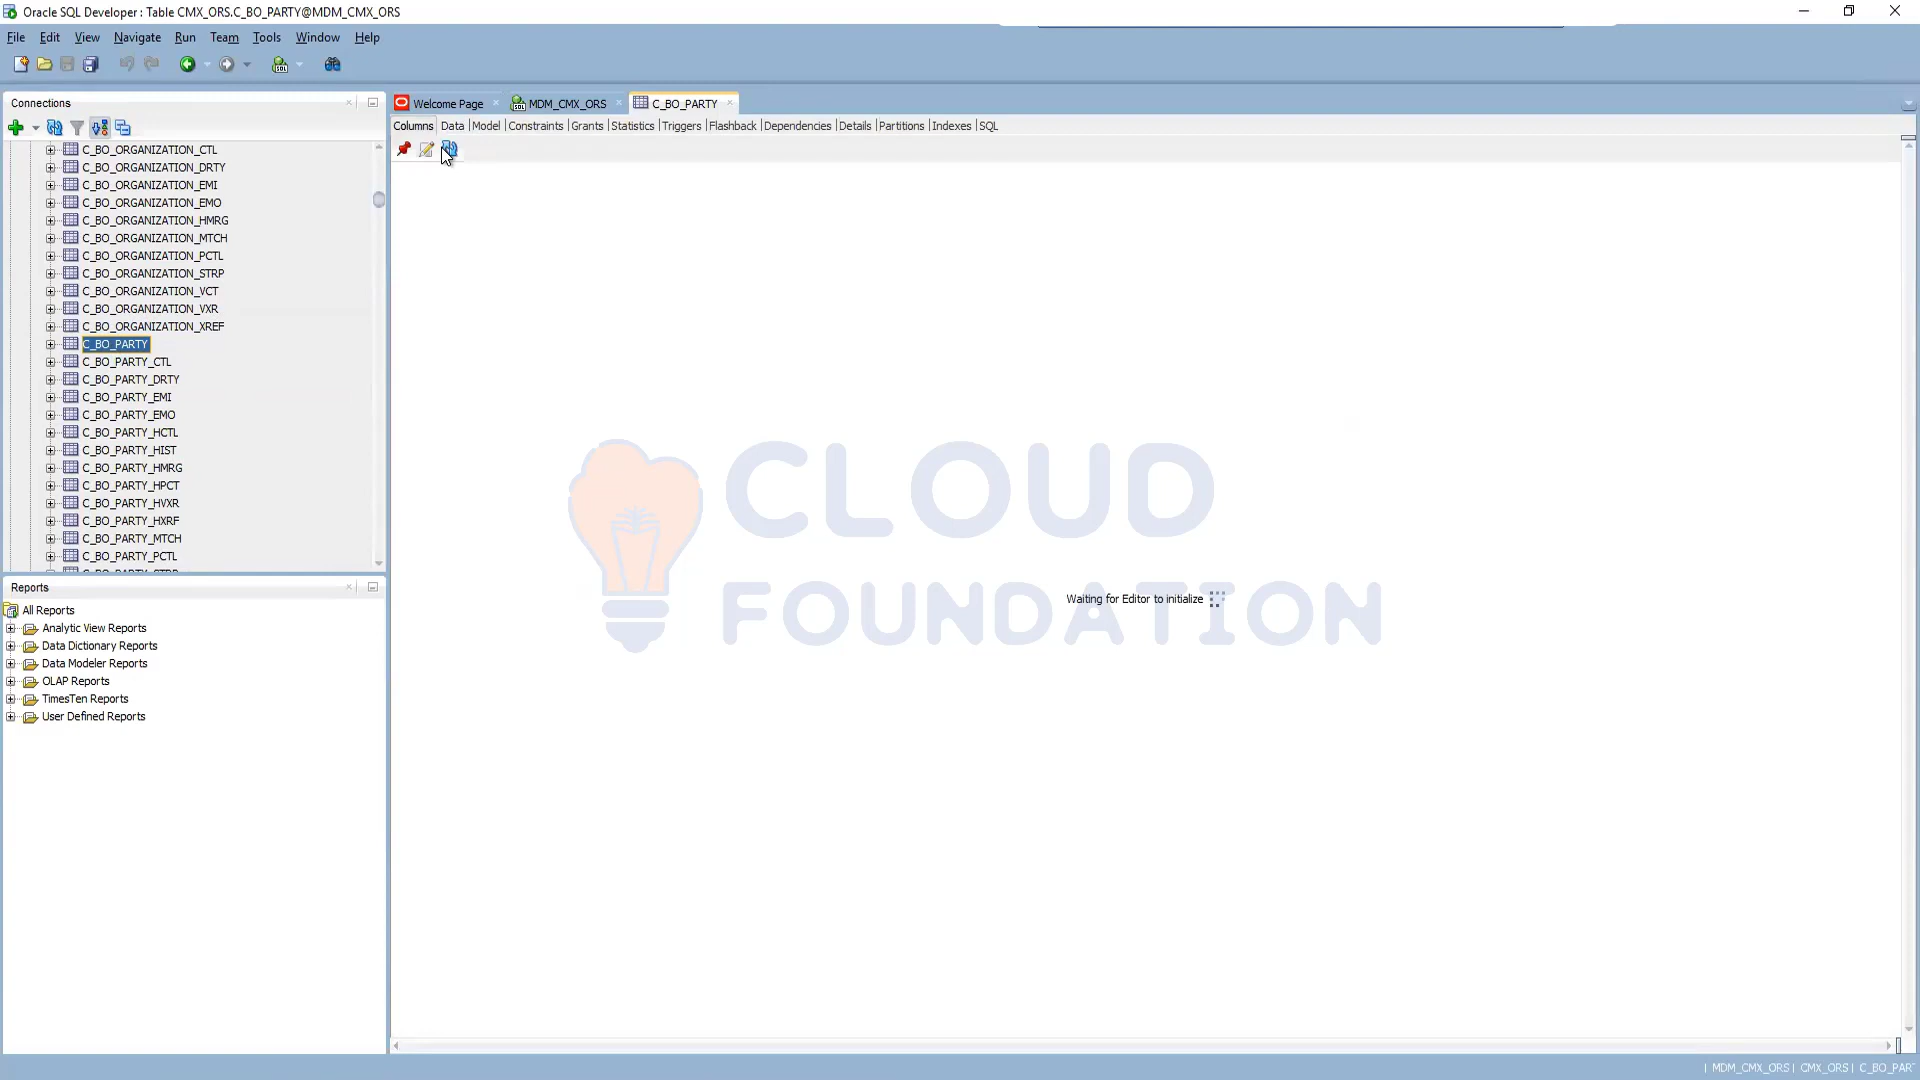 Oracle SQL Developer : Table CMX_ORS.C_BO_PARTY@MDM_CMX_ORS
File Edit View Navigate Run Team Tools Window Help
Connections
C_BO_ORGANIZATION_CTL
C_BO_ORGANIZATION_DRTY
C_BO_ORGANIZATION_EMI
C_BO_ORGANIZATION_EMO
C_BO_ORGANIZATION_HMRG
C_BO_ORGANIZATION_MTCH
C_BO_ORGANIZATION_PCTL
C_BO_ORGANIZATION_STRP
C_BO_ORGANIZATION_VCT
C_BO_ORGANIZATION_VXR
C_BO_ORGANIZATION_XREF
C_BO_PARTY
C_BO_PARTY_CTL
C_BO_PARTY_DRTY
C_BO_PARTY_EMI
C_BO_PARTY_EMO
C_BO_PARTY_HCTL
C_BO_PARTY_HIST
C_BO_PARTY_HMRG
C_BO_PARTY_HPCT
C_BO_PARTY_HVXR
C_BO_PARTY_HXRF
C_BO_PARTY_MTCH
C_BO_PARTY_PCTL
Reports
All Reports
Analytic View Reports
Data Dictionary Reports
Data Modeler Reports
OLAP Reports
TimesTen Reports
User Defined Reports
Welcome Page MDM_CMX_ORS C_BO_PARTY
Columns Data | Model | Constraints | Grants | Statistics | Triggers | Flashback | Dependencies | Details | Partitions | Indexes | SQL
CLOUD
FOUNDATION
Waiting for Editor to initialize
| MDM_CMX_ORS | CMX_ORS | C_BO_PAR